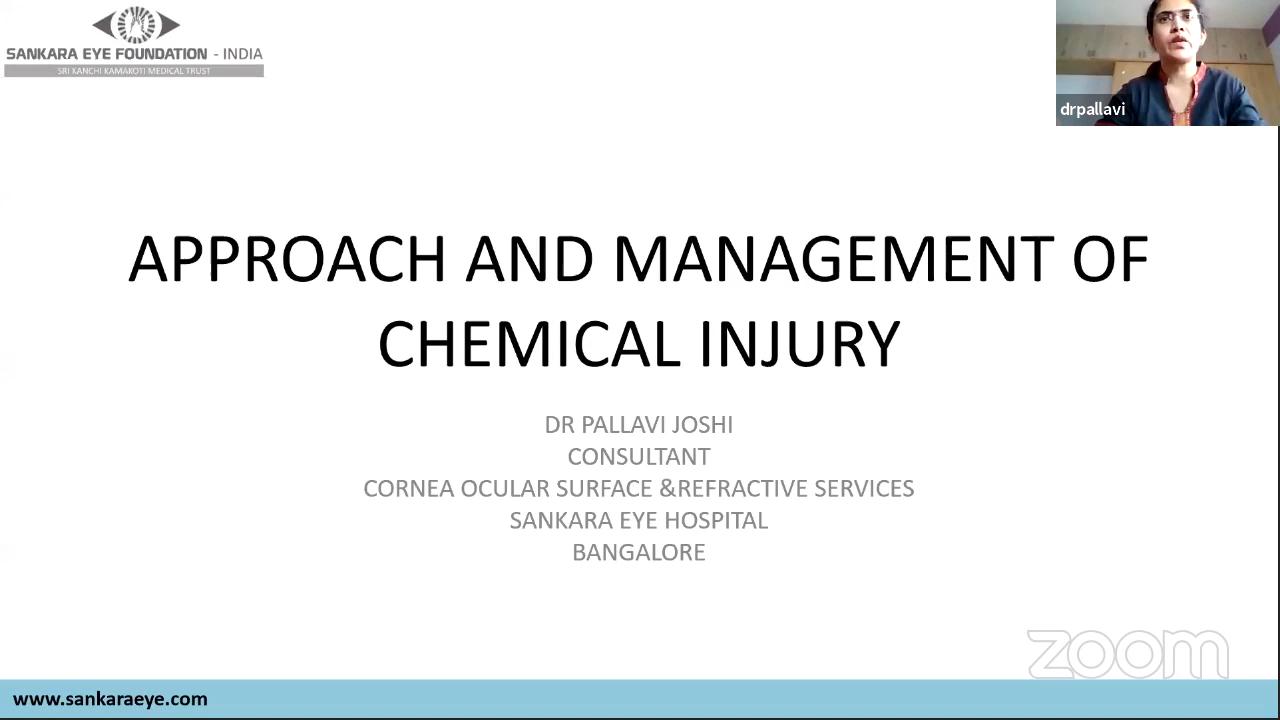 SANKARA EYE FOUNDATION - INDIA
SRI KANCHI KAMAKOTI MEDICAL TRUST
drpallavi
APPROACH AND MANAGEMENT OF
CHEMICAL INJURY
DR PALLAVI JOSHI
CONSULTANT
CORNEA OCULAR SURFACE &REFRACTIVE SERVICES
SANKARA EYE HOSPITAL
BANGALORE
zoom
www.sankaraeye.com